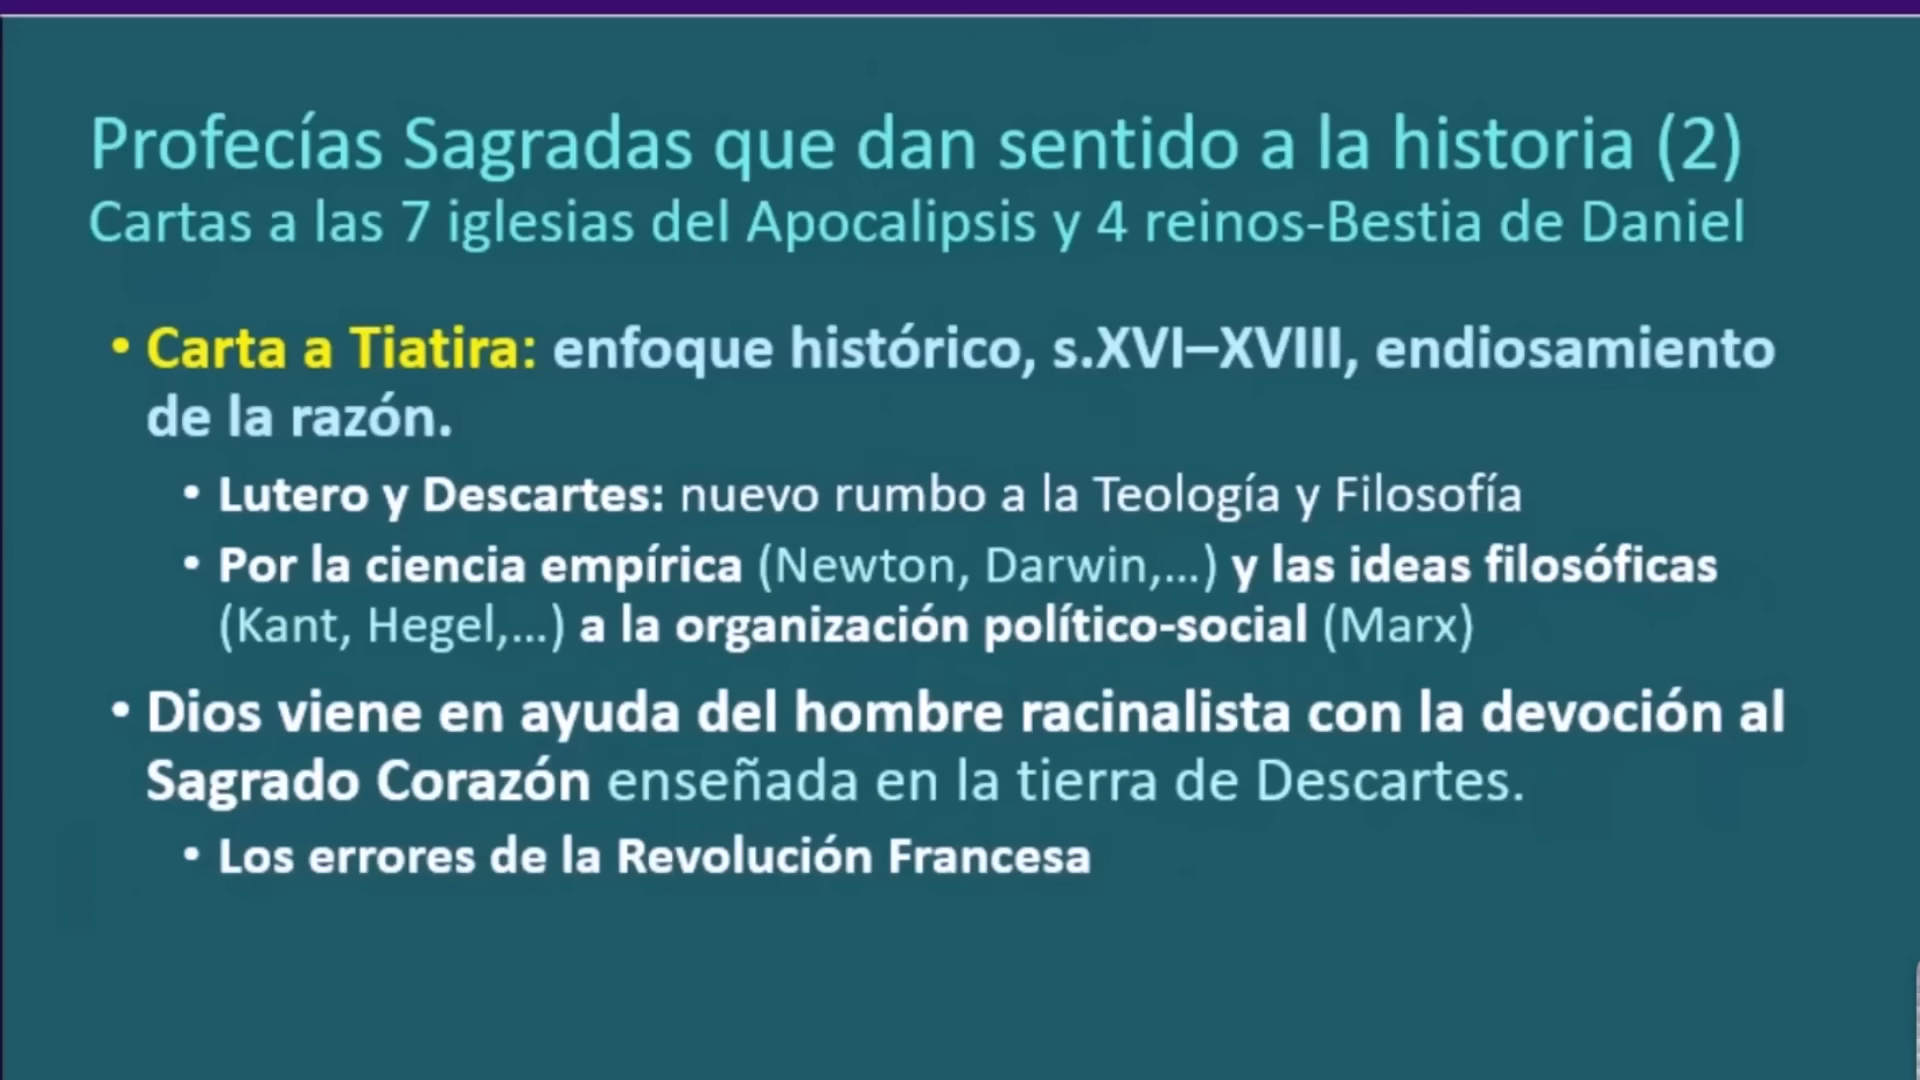 Profecías Sagradas que dan sentido a la historia (2)
Cartas a las 7 iglesias del Apocalipsis y 4 reinos-Bestia de Daniel
• Carta a Tiatira: enfoque histórico, s.XVI–XVIII, endiosamiento
de la razón.
• Lutero y Descartes: nuevo rumbo a la Teología y Filosofía
• Por la ciencia empírica (Newton, Darwin,...) y las ideas filosóficas
(Kant, Hegel,...) a la organización político-social (Marx)
• Dios viene en ayuda del hombre racinalista con la devoción al
Sagrado Corazón enseñada en la tierra de Descartes.
• Los errores de la Revolución Francesa